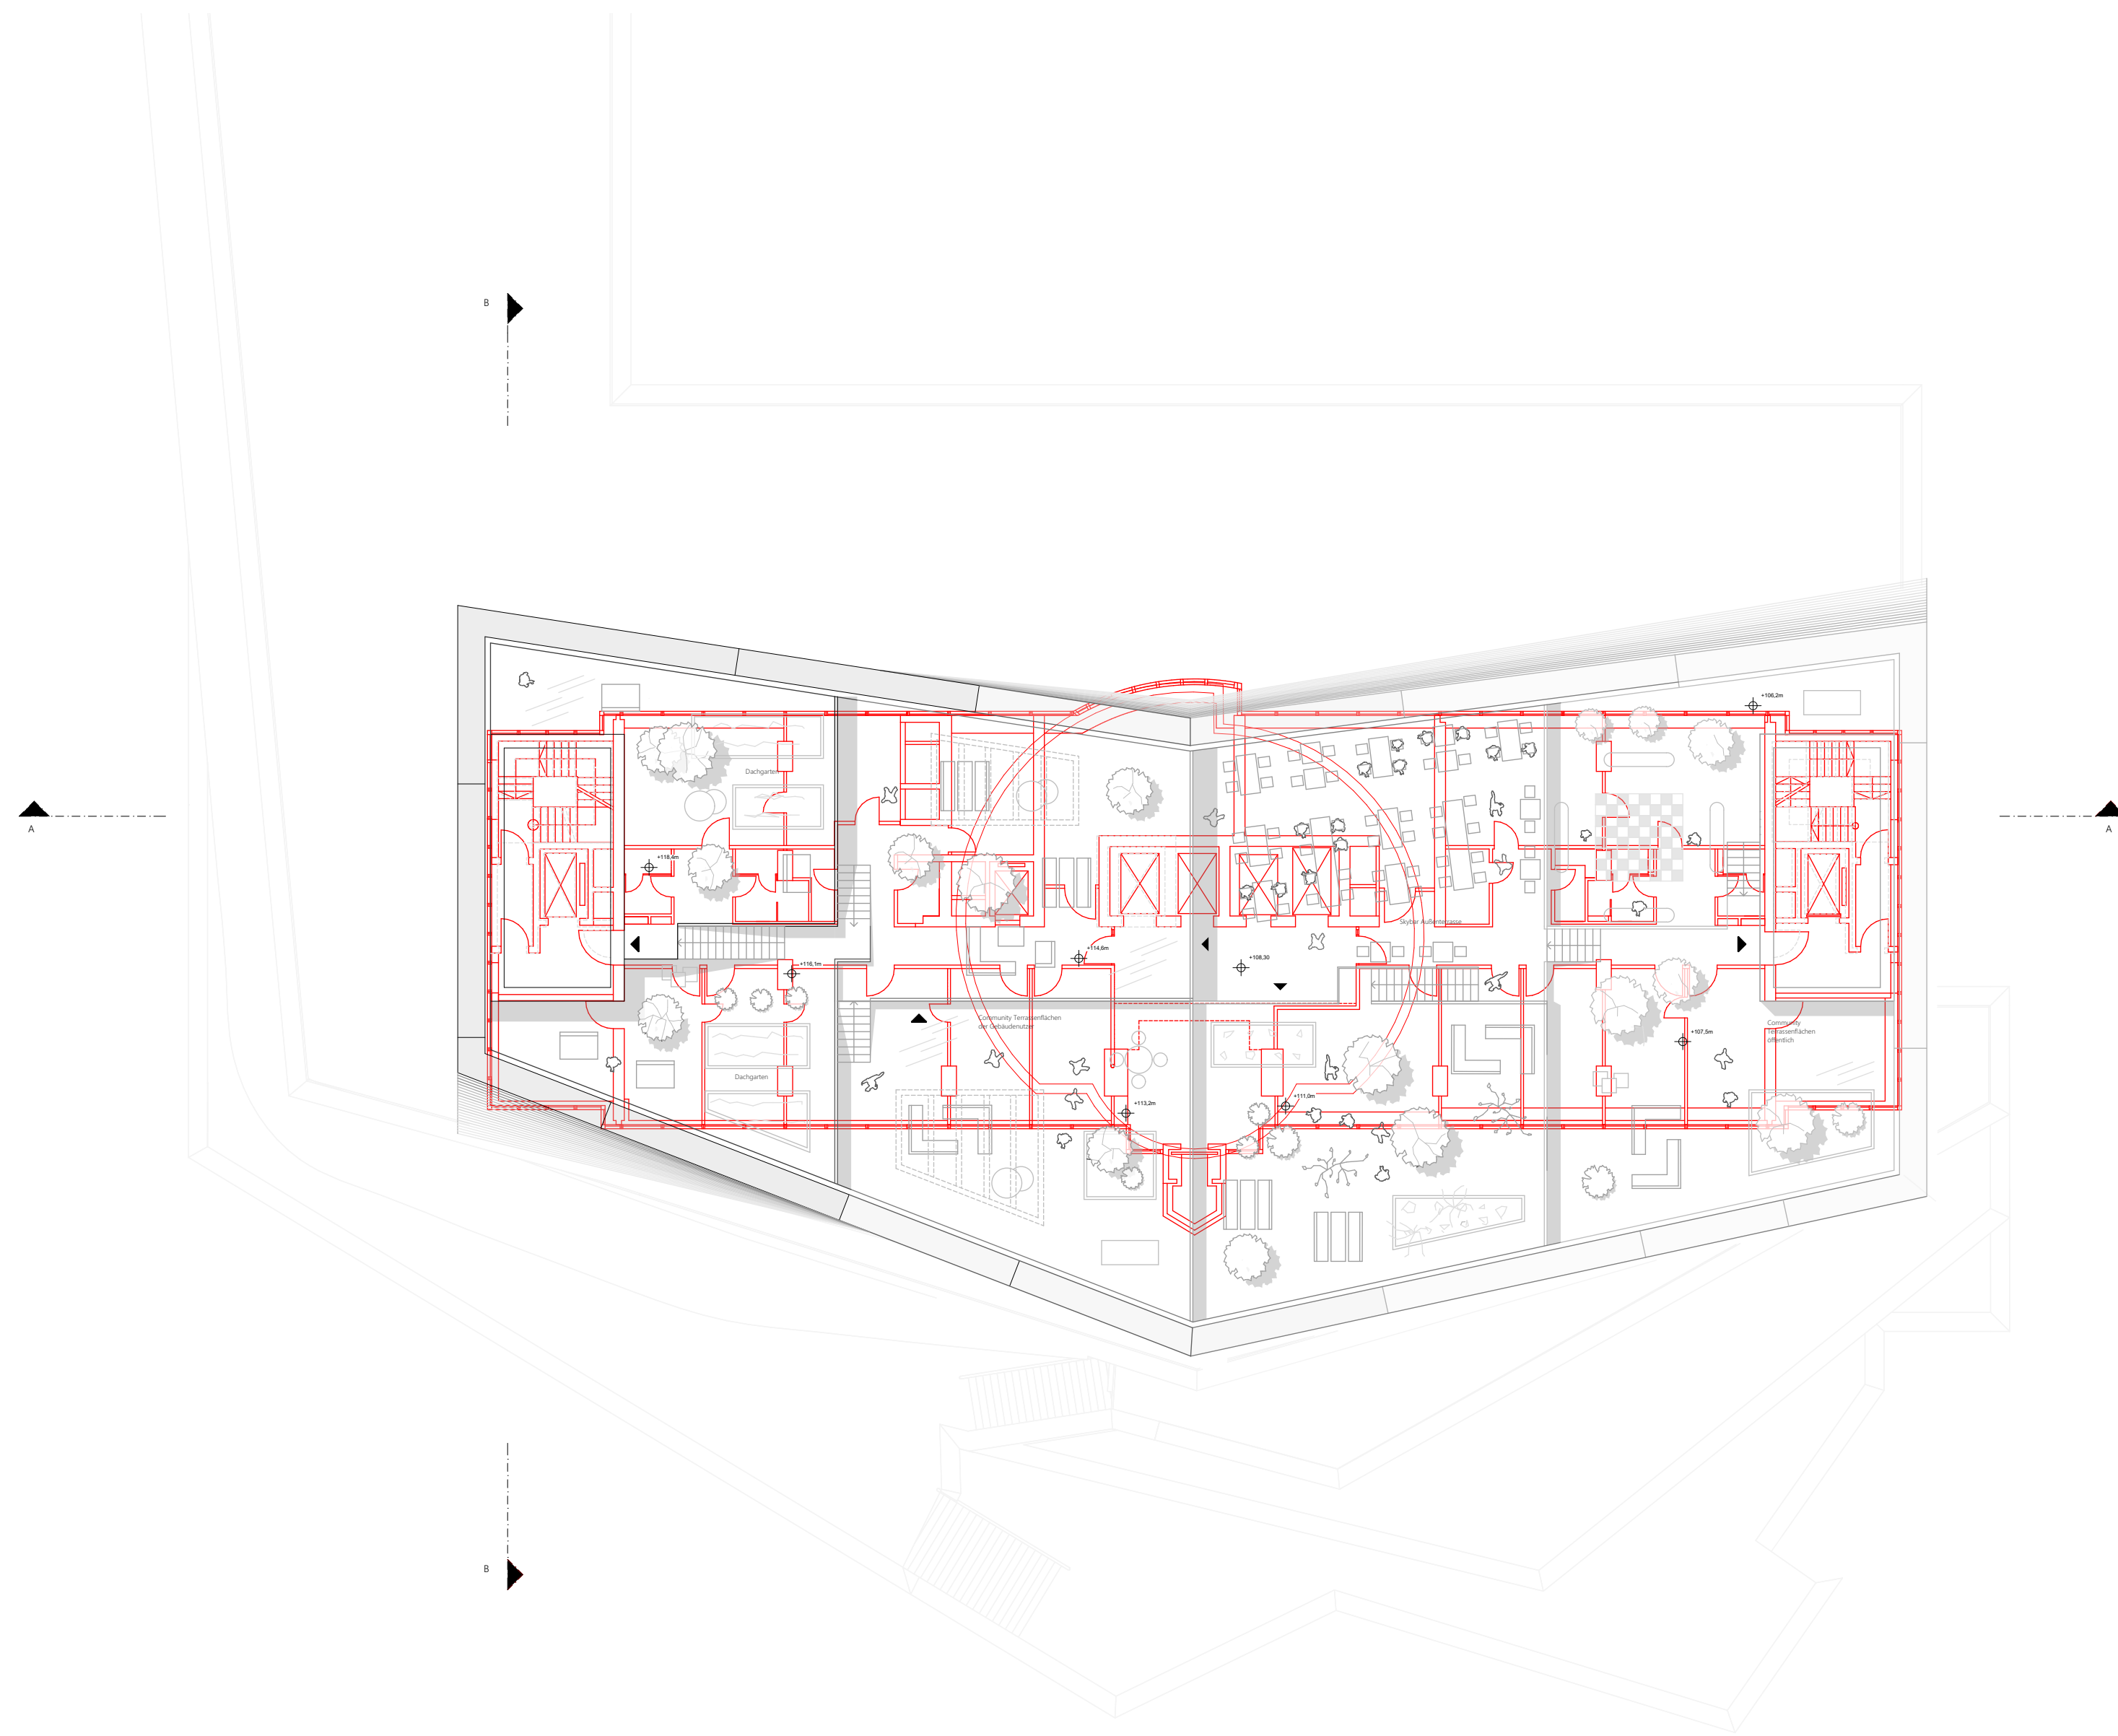 B
+106,2m
Dachgarten
A
A
+118,4m
Skybar Außenterrasse
+114,6m
+108,30
+116,1m
Community Terrassenflächen
der Gebäudenutzer
Community
Terrassenflächen
öffentlich
+107,5m
Dachgarten
+111,0m
+113,2m
B